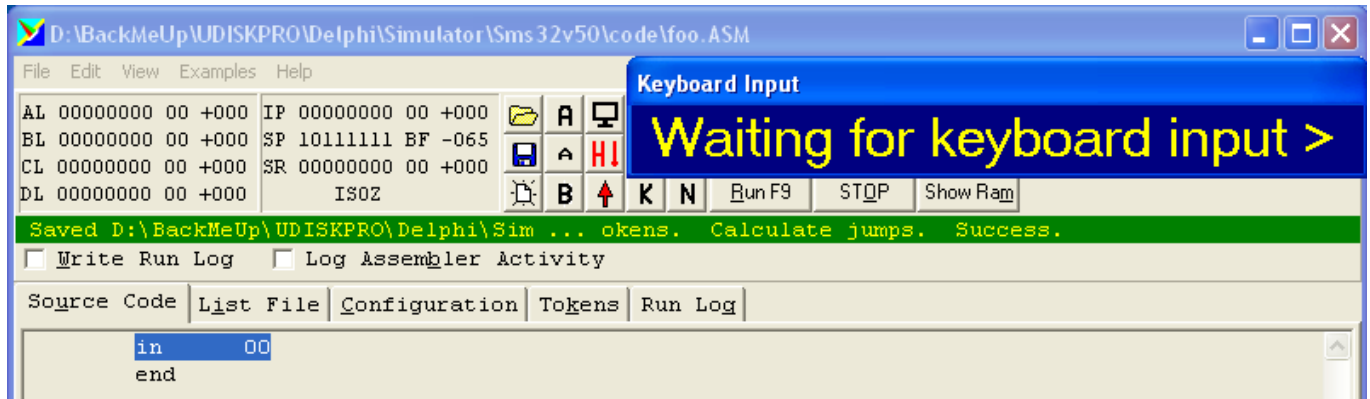 D:\BackMeUp\UDISKPRO\Delphi\Simulator\Sms32v50\code\foo.ASM
File Edit View Examples Help
Keyboard Input
Waiting for keyboard input >
AL 00000000 00 +000 IP 00000000 00 +000
BL 00000000 00 +000 SP 10111111 BF -065
CL 00000000 00 +000 SR 00000000 00 +000
DL 00000000 00 +000 ISOZ
A
A H
B K N Run F9 STOP Show Ram
Saved D:\BackMeUp\UDISKPRO\Delphi\Sim ... okens. Calculate jumps. Success.
Write Run Log Log Assembler Activity
Source Code List File Configuration Tokens Run Log
in 00
end